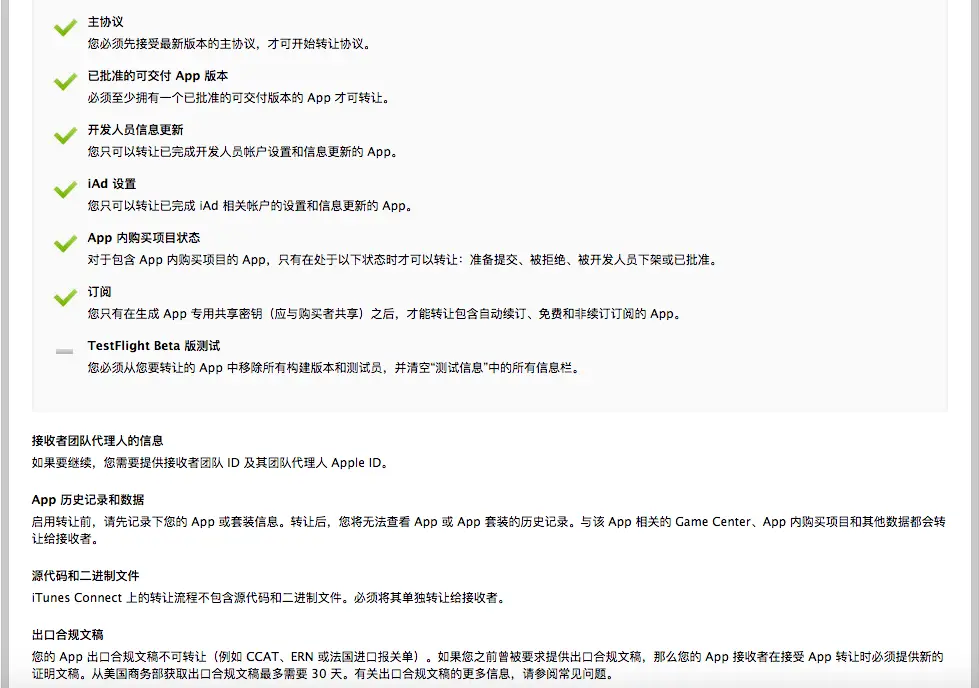 主协议
您必须先接受最新版本的主协议，才可开始转让协议。
已批准的可交付 App 版本
必须至少拥有一个已批准的可交付版本的 App 才可转让。
开发人员信息更新
您只可以转让已完成开发人员帐户设置和信息更新的 App。
iAd 设置
您只可以转让已完成 iAd 相关帐户的设置和信息更新的 App。
App 内购买项目状态
对于包含 App 内购买项目的 App，只有在处于以下状态时才可以转让：准备提交、被拒绝、被开发人员下架或已批准。
订阅
您只有在生成 App 专用共享密钥（应与购买者共享）之后，才能转让包含自动续订、免费和非续订订阅的 App。
TestFlight Beta 版测试
您必须从您要转让的 App 中移除所有构建版本和测试员，并清空“测试信息”中的所有信息栏。
接收者团队代理人的信息
如果要继续，您需要提供接收者团队 ID 及其团队代理人 Apple ID。
App 历史记录和数据
启用转让前，请先记录下您的 App 或套装信息。转让后，您将无法查看 App 或 App 套装的历史记录。与该 App 相关的 Game Center、App 内购买项目和其他数据都会转
让给接收者。
源代码和二进制文件
iTunes Connect 上的转让流程不包含源代码和二进制文件。必须将其单独转让给接收者。
出口合规文稿
您的 App 出口合规文稿不可转让（例如 CCAT、ERN 或法国进口报关单）。如果您之前曾被要求提供出口合规文稿，那么您的 App 接收者在接受 App 转让时必须提供新的
证明文稿。从美国商务部获取出口合规文稿最多需要 30 天。有关出口合规文稿的更多信息，请参阅常见问题。